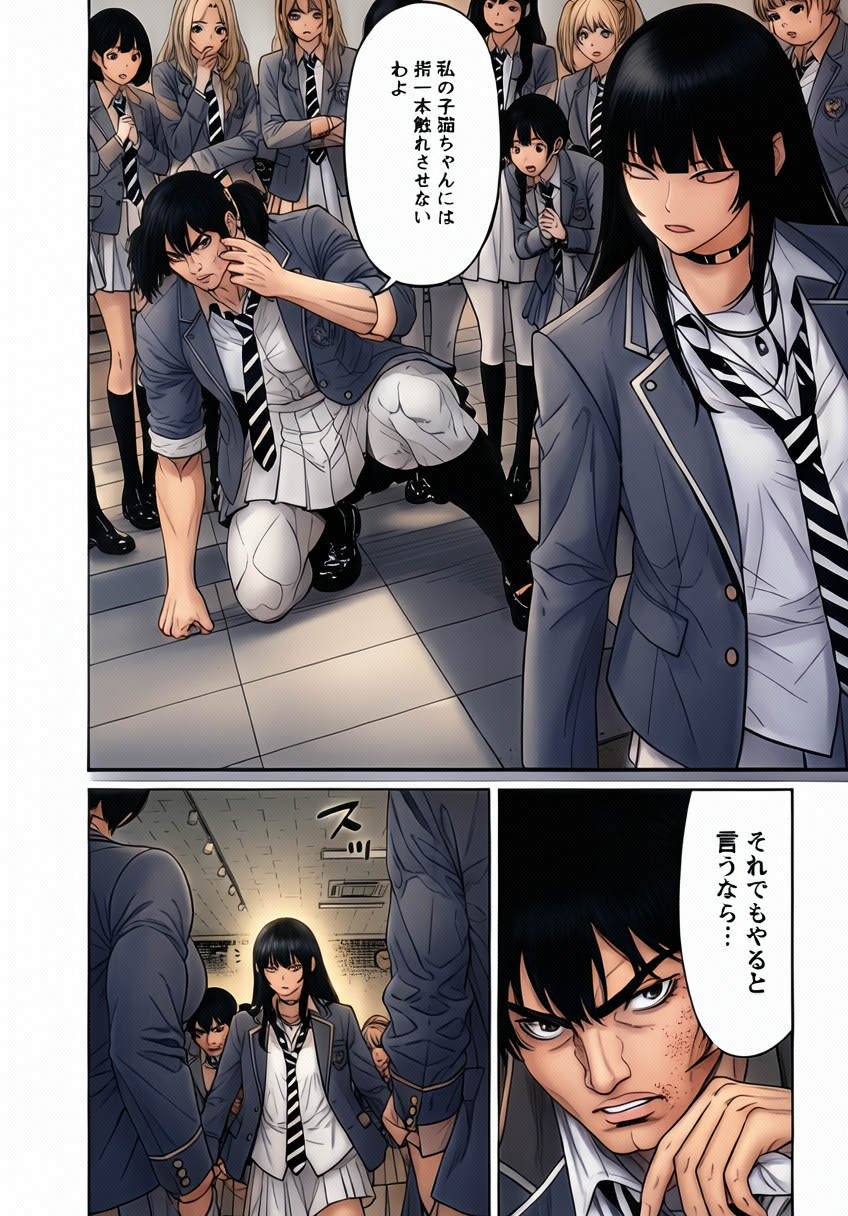 私の子猫ちゃんには
指一本触れさせない
わよ
それでもやると
言うなら…
スッ